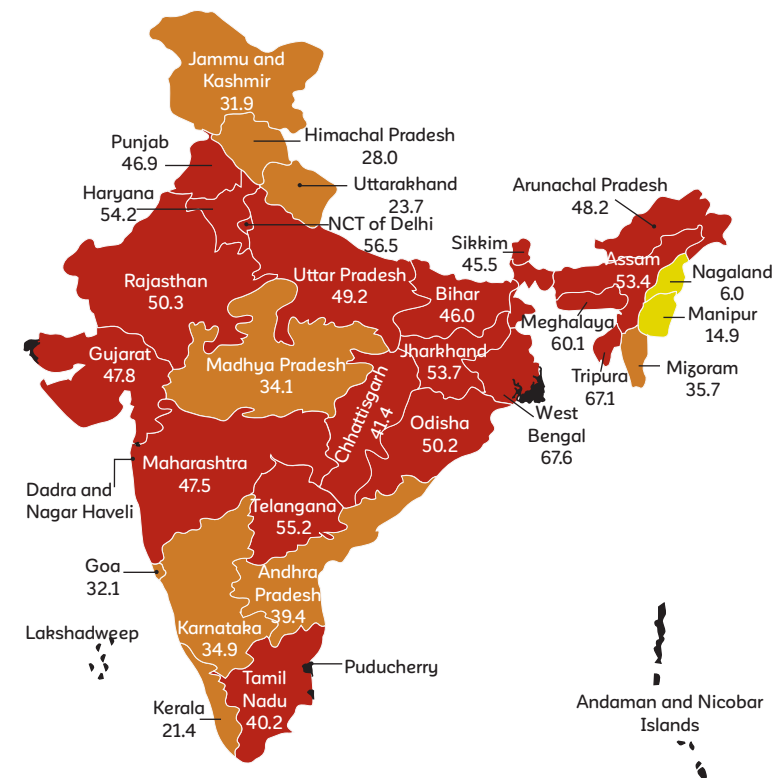 Jammu and
Kashmir
31.9
Punjab
46.9
Himachal Pradesh
28.0
Uttarakhand
23.7
Haryana
54.2
NCT of Delhi
56.5
Arunachal Pradesh
48.2
Sikkim
45.5
Assam
53.4
Nagaland
6.0
Rajasthan
50.3
Uttar Pradesh
49.2
Bihar
46.0
Meghalaya
60.1
Manipur
14.9
Gujarat
47.8
Madhya Pradesh
34.1
Jharkhand
53.7
Tripura
67.1
Mizoram
35.7
Chhattisgarh
41.4
Odisha
50.2
West
Bengal
67.6
Maharashtra
47.5
Dadra and
Nagar Haveli
Telangana
55.2
Goa
32.1
Andhra
Pradesh
39.4
Karnataka
34.9
Lakshadweep
Puducherry
Tamil
Nadu
40.2
Kerala
21.4
Andaman and Nicobar
Islands